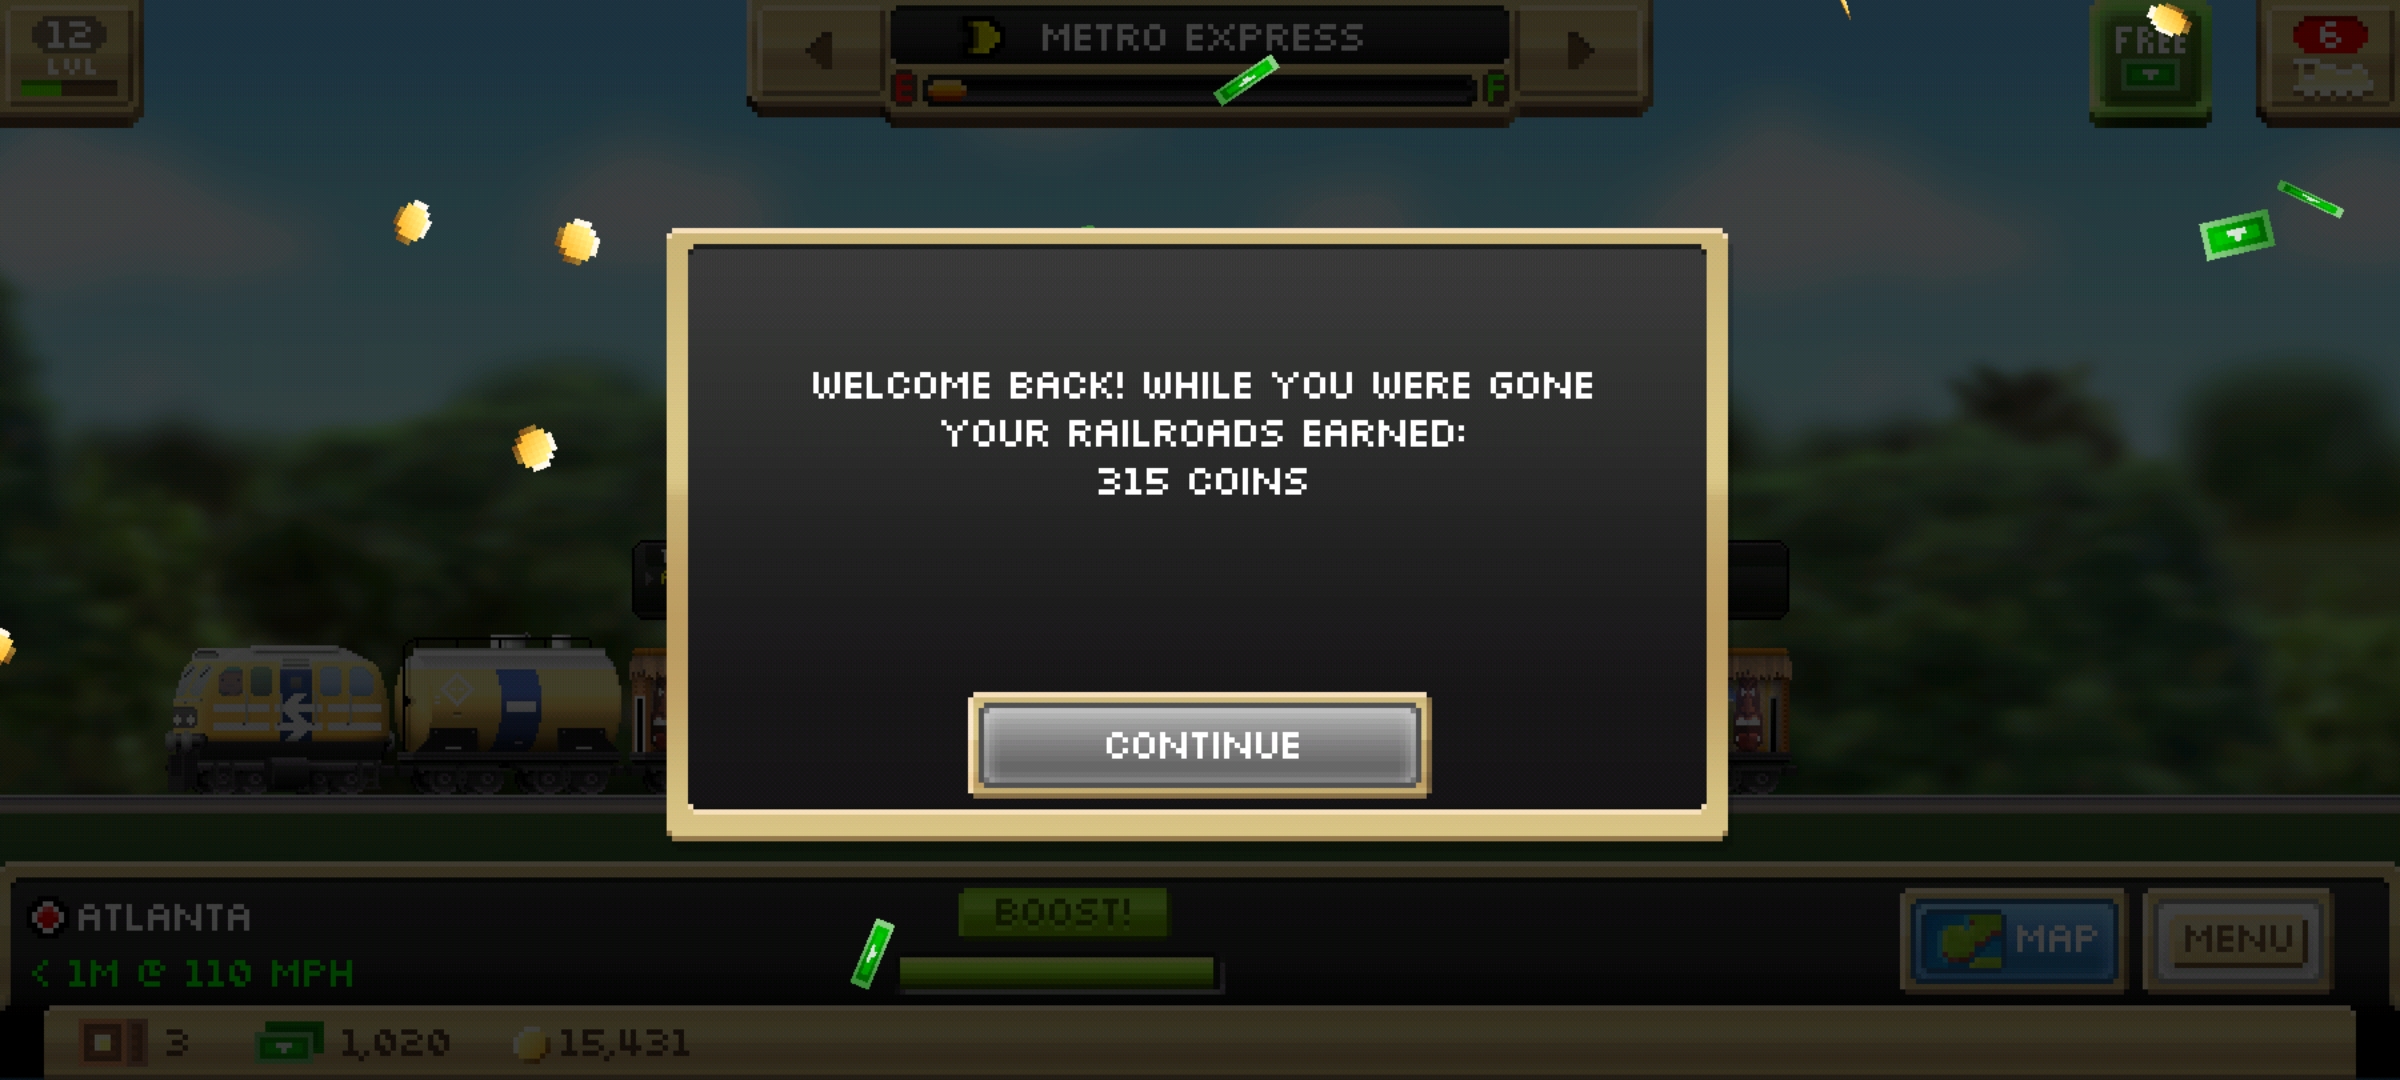 12
LVL
METRO EXPRESS
E F
FREE
6
WELCOME BACK! WHILE YOU WERE GONE
YOUR RAILROADS EARNED:
315 COINS
CONTINUE
ATLANTA
< 1M @ 110 MPH
BOOST!
MAP
MENU
3
1,020
15,431